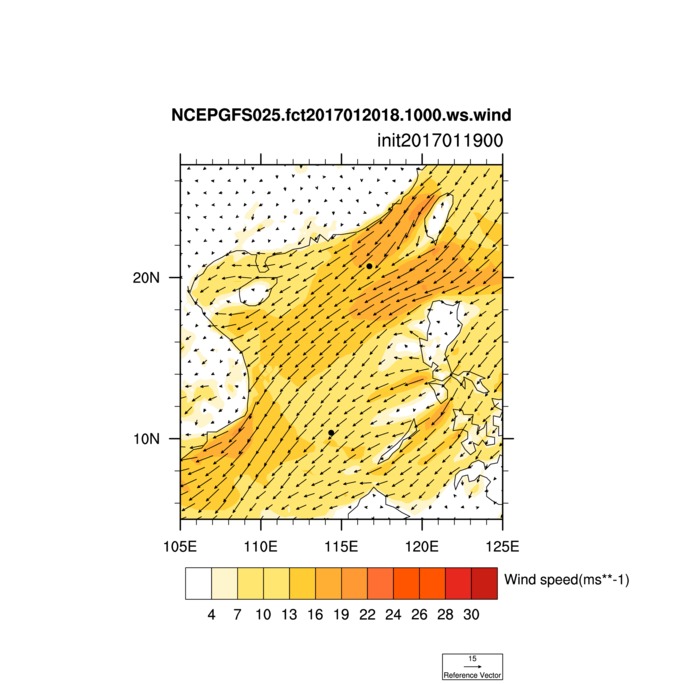 NCEPGFS025.fct2017012018.1000.ws.wind
init2017011900
20N
10N
105E 110E 115E 120E 125E
Wind speed(ms**-1)
4 7 10 13 16 19 22 24 26 28 30
15
Reference Vector